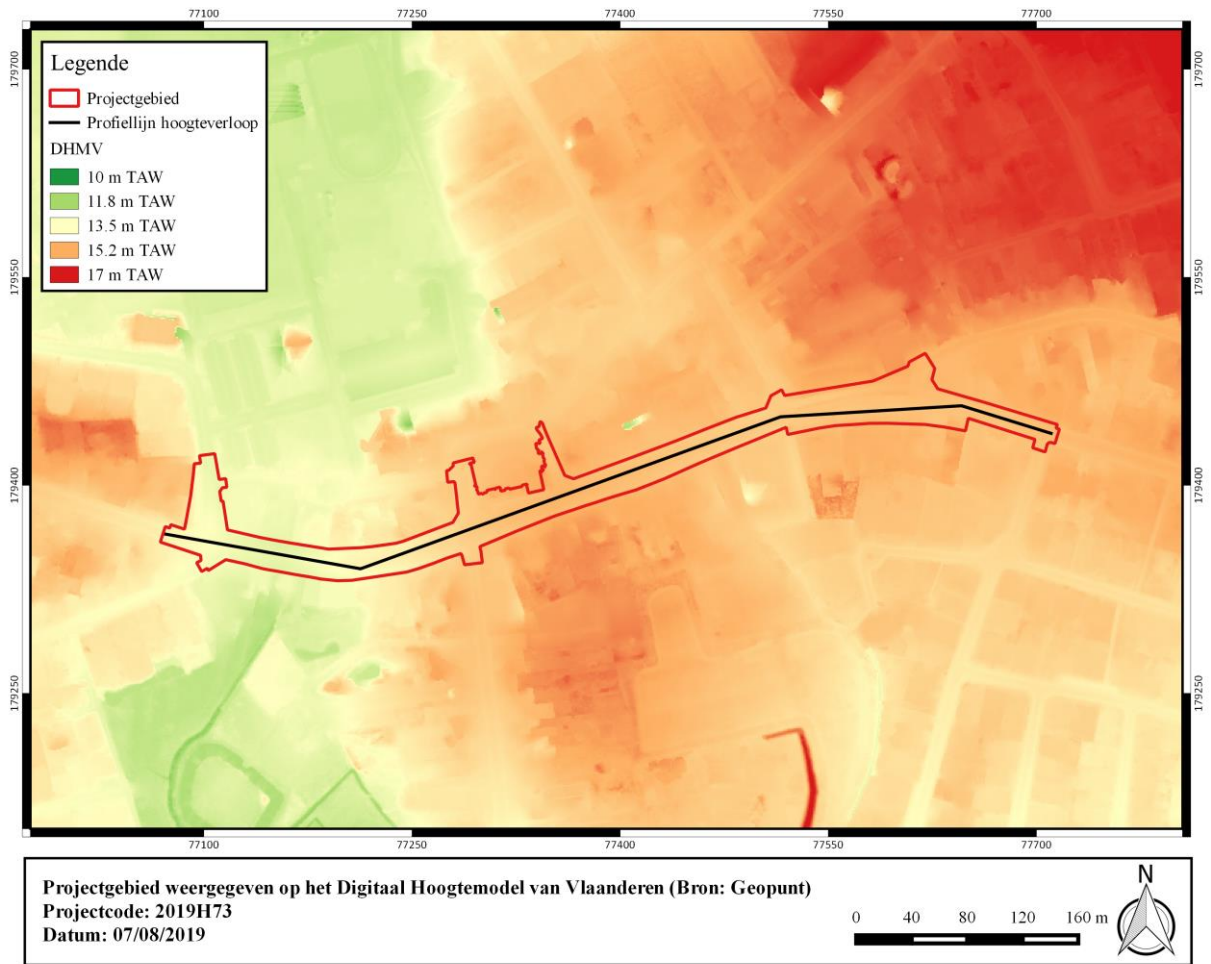 77100 77250 77400 77550 77700
179700 179700
Legende
Projectgebied
Profiellijn hoogteverloop
DHMV
10 m TAW
11.8 m TAW
13.5 m TAW
15.2 m TAW
17 m TAW
179550 179550
179400 179400
179250 179250
77100 77250 77400 77550 77700
Projectgebied weergegeven op het Digitaal Hoogtemodel van Vlaanderen (Bron: Geopunt)
Projectcode: 2019H73
Datum: 07/08/2019
0 40 80 120 160 m
N